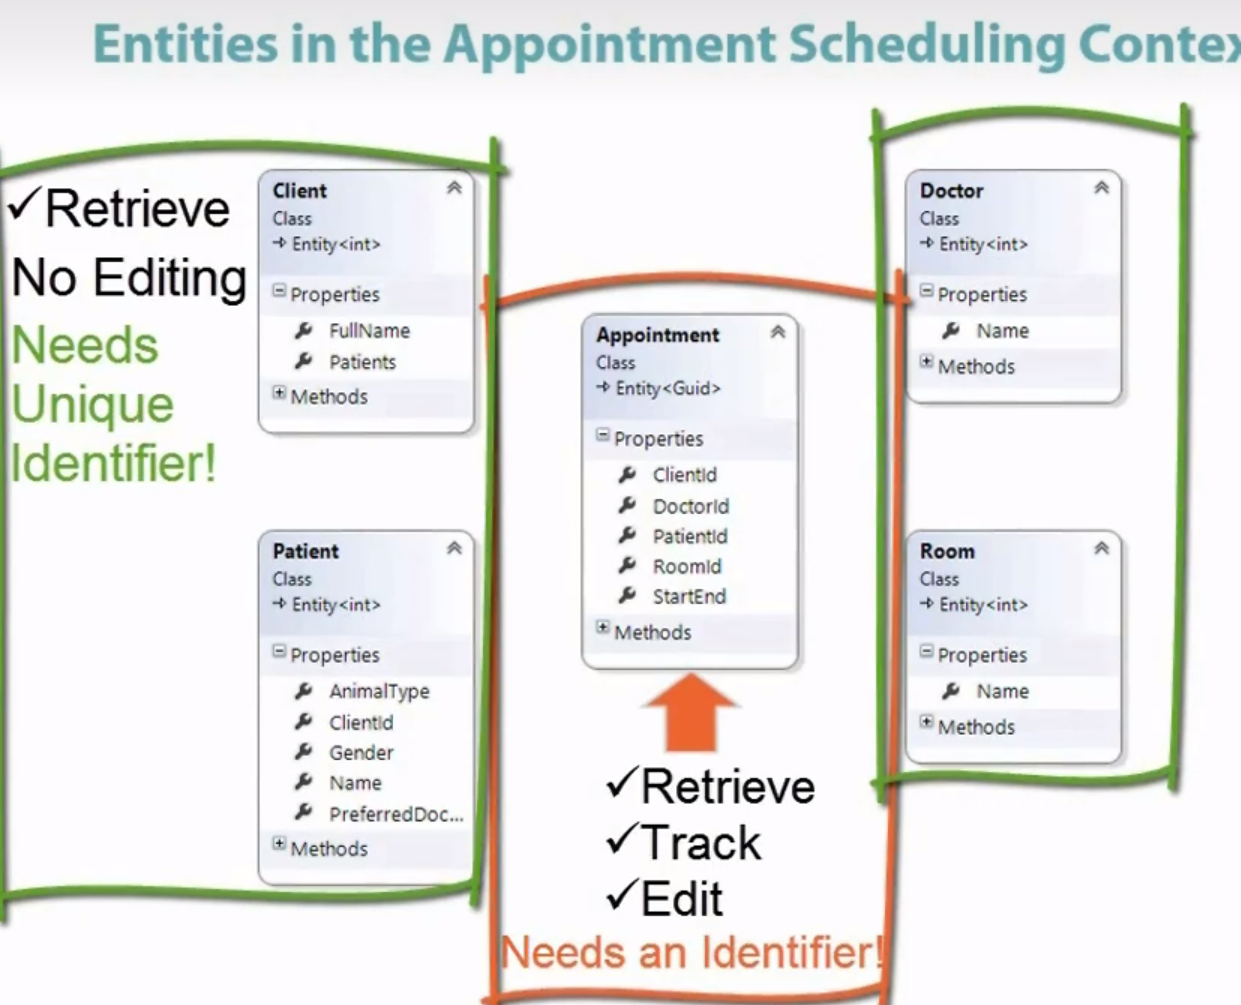 Entities in the Appointment Scheduling Contex
✓Retrieve
No Editing
Needs
Unique
Identifier!
Client
Class
→ Entity<int>
Properties
FullName
Patients
Methods
Patient
Class
→ Entity<int>
Properties
AnimalType
ClientId
Gender
Name
PreferredDoc...
Methods
Appointment
Class
→ Entity<Guid>
Properties
ClientId
DoctorId
PatientId
RoomId
StartEnd
Methods
✓Retrieve
✓Track
✓Edit
Needs an Identifier!
Doctor
Class
→ Entity<int>
Properties
Name
Methods
Room
Class
→ Entity<int>
Properties
Name
Methods